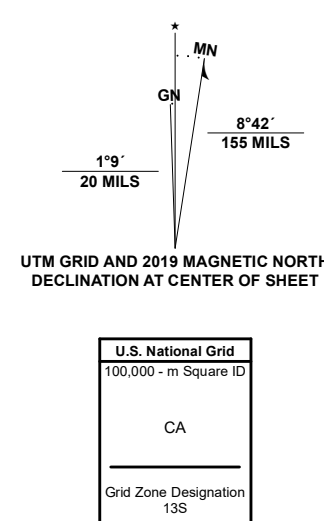 ★
MN
GN
8°42´
155 MILS
1°9´
20 MILS
UTM GRID AND 2019 MAGNETIC NORTH
DECLINATION AT CENTER OF SHEET
U.S. National Grid
100,000 - m Square ID
CA
Grid Zone Designation
13S